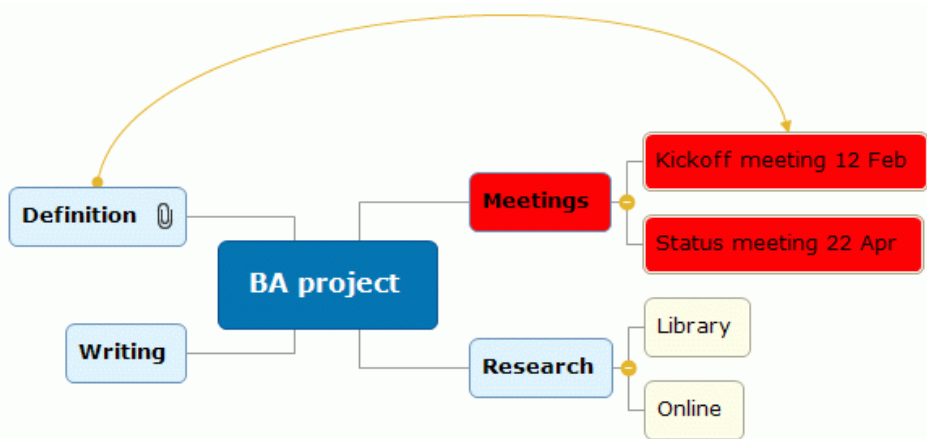 Kickoff meeting 12 Feb
Meetings
Definition
Status meeting 22 Apr
BA project
Library
Writing
Research
Online